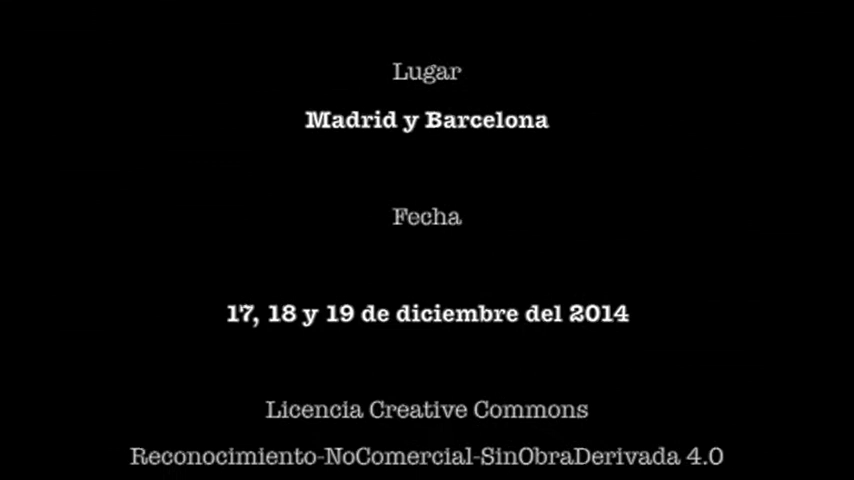 Lugar
Madrid y Barcelona
Fecha
17, 18 y 19 de diciembre del 2014
Licencia Creative Commons
Reconocimiento-NoComercial-SinObraDerivada 4.0